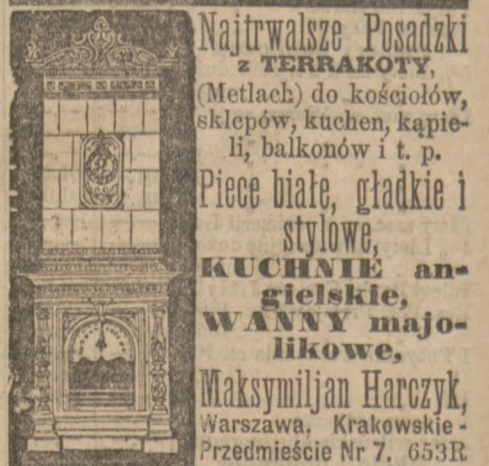 Najtrwalsze Posadzki
z TERRAKOTY,
(Metlach) do kościołów,
sklepów, kuchen, kąpie-
li, balkonów i t. p.
Piece białe, gładkie i
stylowe,
KUCHNIE an-
gielskie,
WANNY majo-
likowe,
Maksymiljan Harczyk,
Warszawa, Krakowskie-
Przedmieście Nr 7. 653R